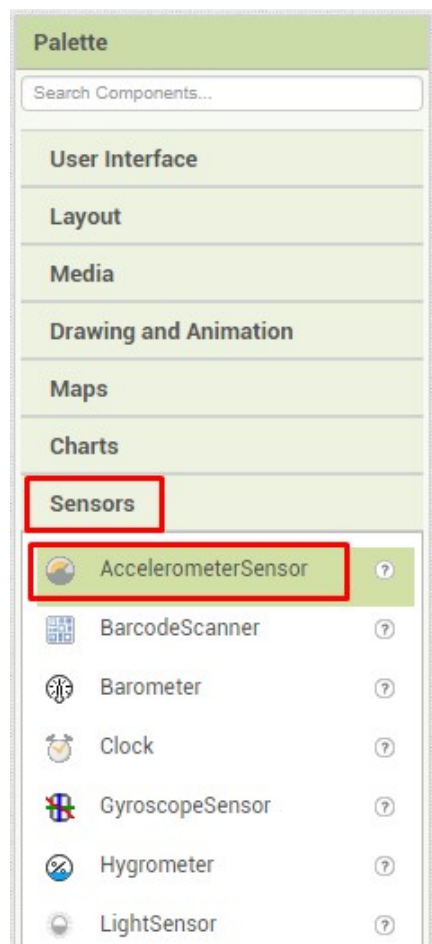 Palette
Search Components...
User Interface
Layout
Media
Drawing and Animation
Maps
Charts
Sensors
AccelerometerSensor ?
BarcodeScanner ?
Barometer ?
Clock ?
GyroscopeSensor ?
Hygrometer ?
LightSensor ?